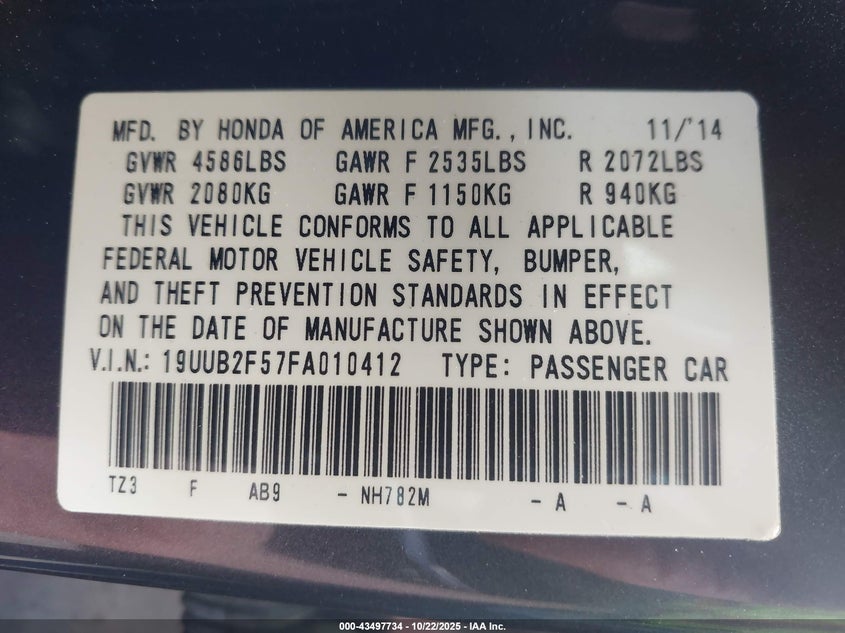 MFD. BY HONDA OF AMERICA MFG., INC. 11/'14
GVWR 4586LBS GAWR F 2535LBS R 2072LBS
GVWR 2080KG GAWR F 1150KG R 940KG
THIS VEHICLE CONFORMS TO ALL APPLICABLE
FEDERAL MOTOR VEHICLE SAFETY, BUMPER,
AND THEFT PREVENTION STANDARDS IN EFFECT
ON THE DATE OF MANUFACTURE SHOWN ABOVE.
V.I.N.: 19UUB2F57FA010412 TYPE: PASSENGER CAR
TZ3 F AB9 - NH782M - A - A
000-43497734 - 10/22/2025 - IAA Inc.